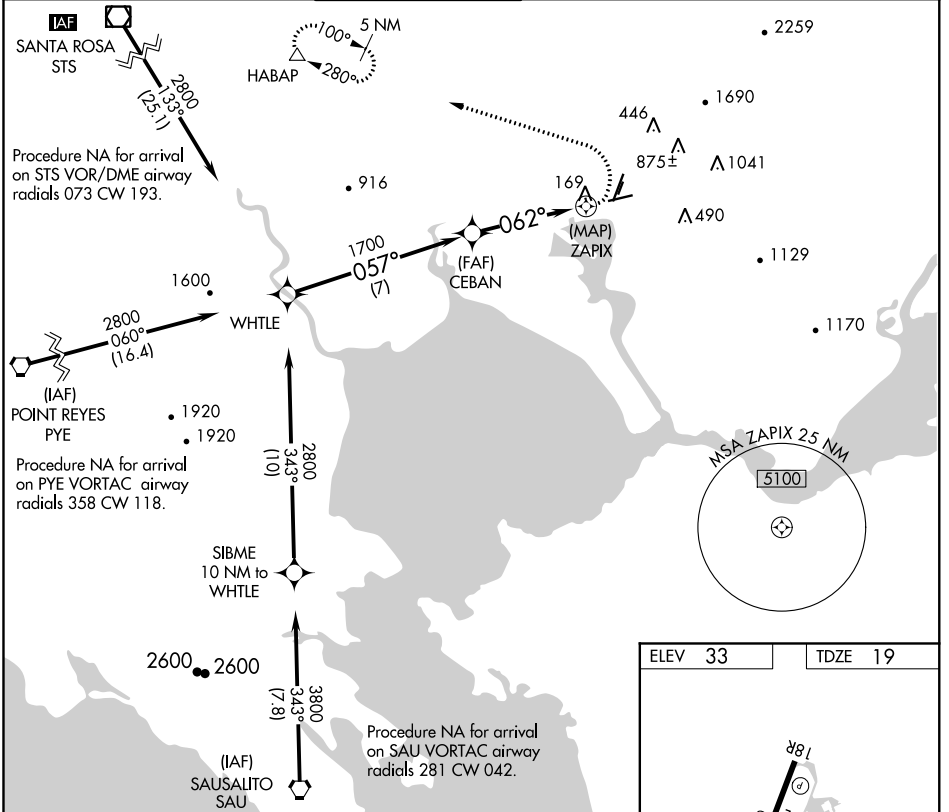 IAF
SANTA ROSA
STS
2800
133°
(25.1)
Procedure NA for arrival
on STS VOR/DME airway
radials 073 CW 193.
HABAP
100°
280°
5 NM
2259
1690
446
875±
1041
916
169
490
(MAP)
ZAPIX
062°
1700
057°
(7)
(FAF)
CEBAN
1129
1600
WHTLE
1170
2800
060°
(16.4)
(IAF)
POINT REYES
PYE
1920
1920
Procedure NA for arrival
on PYE VORTAC airway
radials 358 CW 118.
2800
343°
(10)
MSA ZAPIX 25 NM
5100
SIBME
10 NM to
WHTLE
2600
2600
3800
343°
(7.8)
Procedure NA for arrival
on SAU VORTAC airway
radials 281 CW 042.
(IAF)
SAUSALITO
SAU
ELEV 33
TDZE 19
18R
P